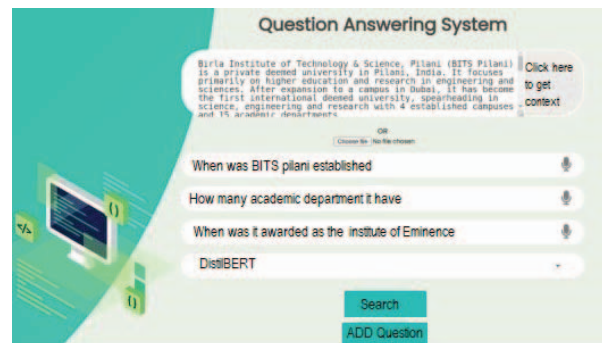 Question Answering System
Birla Institute of Technology & Science, Pilani (BITS Pilani)
is a private deemed university in Pilani, India. It focuses
primarily on higher education and research in engineering and
sciences. After expansion to a campus in Dubai, it has become
the first international deemed university, spearheading in
science, engineering and research with 4 established campuses
and 15 academic departments
Click here
to get
context
OR
Choose file No file chosen
When was BITS pilani established
How many academic department it have
When was it awarded as the institute of Eminence
DistilBERT
Search
ADD Question
</>
()
()